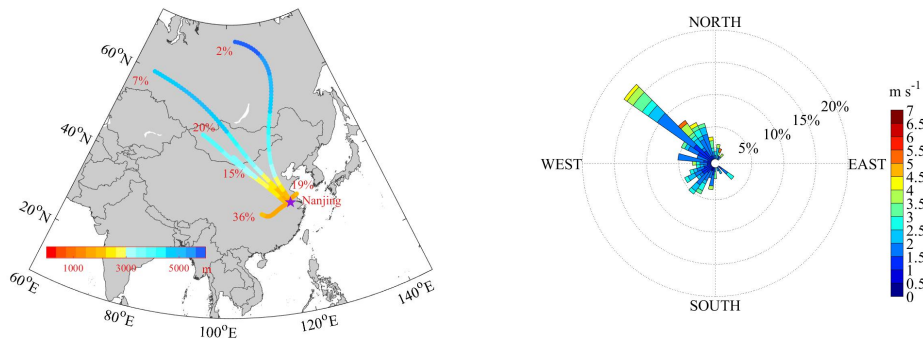 60°N
40°N
20°N
60°E
80°E
100°E
120°E
140°E
2%
7%
20%
15%
19%
Nanjing
36%
1000
3000
5000
m
NORTH
WEST
EAST
SOUTH
5%
10%
15%
20%
m s⁻¹
7
6.5
6
5.5
5
4.5
4
3.5
3
2.5
2
1.5
1
0.5
0